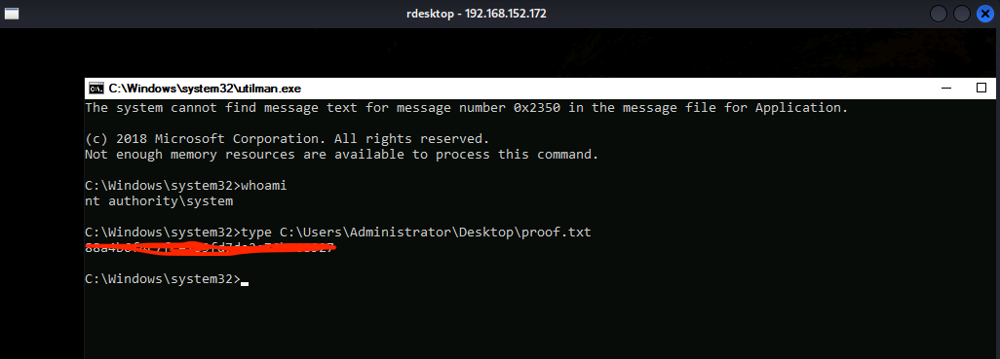 rdesktop - 192.168.152.172
C:\Windows\system32\utilman.exe
The system cannot find message text for message number 0x2350 in the message file for Application.
(c) 2018 Microsoft Corporation. All rights reserved.
Not enough memory resources are available to process this command.
C:\Windows\system32>whoami
nt authority\system
C:\Windows\system32>type C:\Users\Administrator\Desktop\proof.txt
C:\Windows\system32>